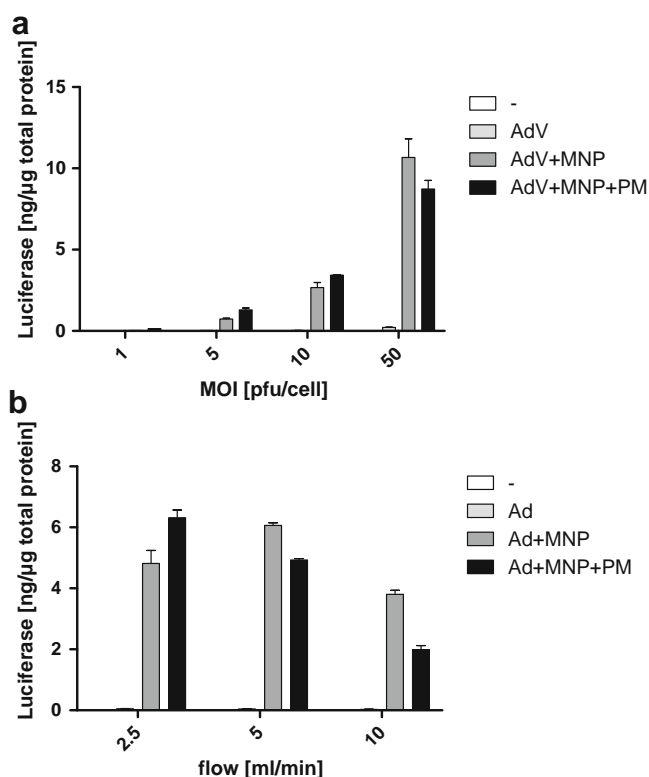 a
Luciferase [ng/µg total protein]
15
10
5
0
1
5
10
50
MOI [pfu/cell]
-
AdV
AdV+MNP
AdV+MNP+PM
b
Luciferase [ng/µg total protein]
8
6
4
2
0
2.5
5
10
flow [ml/min]
-
Ad
Ad+MNP
Ad+MNP+PM